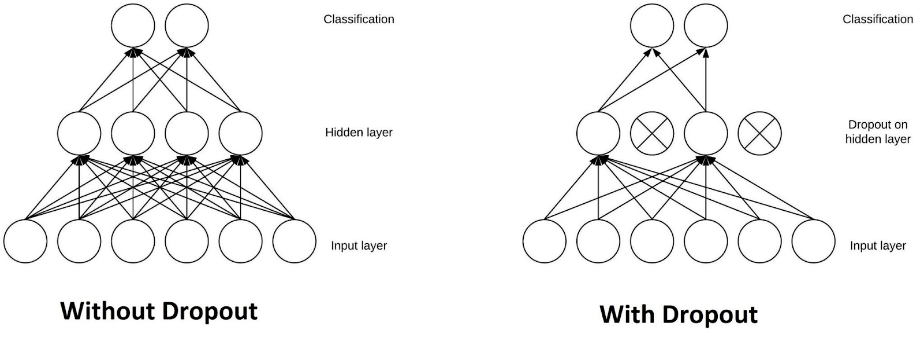 Classification
Hidden layer
Input layer
Without Dropout
Classification
Dropout on
hidden layer
Input layer
With Dropout